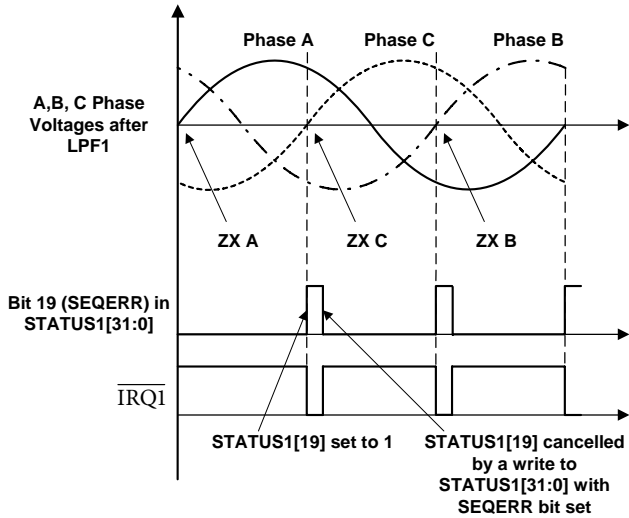 Phase A Phase C Phase B
A,B, C Phase
Voltages after
LPF1
ZX A ZX C ZX B
Bit 19 (SEQERR) in
STATUS1[31:0]
IRQ1
STATUS1[19] set to 1
STATUS1[19] cancelled
by a write to
STATUS1[31:0] with
SEQERR bit set